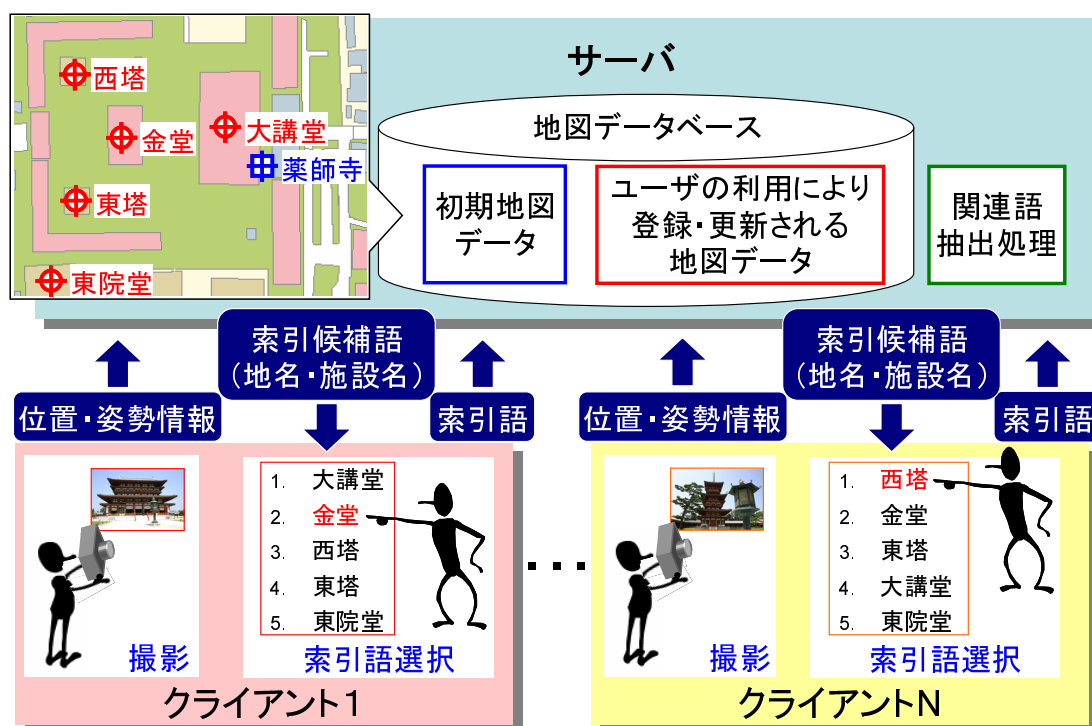 サーバ
西塔
金堂
大講堂
薬師寺
東塔
東院堂
地図データベース
初期地図
データ
ユーザの利用により
登録・更新される
地図データ
関連語
抽出処理
索引候補語
(地名・施設名)
位置・姿勢情報
索引語
索引候補語
(地名・施設名)
位置・姿勢情報
索引語
1. 大講堂
2. 金堂
3. 西塔
4. 東塔
5. 東院堂
撮影
索引語選択
クライアント1
・・・
1. 西塔
2. 金堂
3. 東塔
4. 大講堂
5. 東院堂
撮影
索引語選択
クライアントN